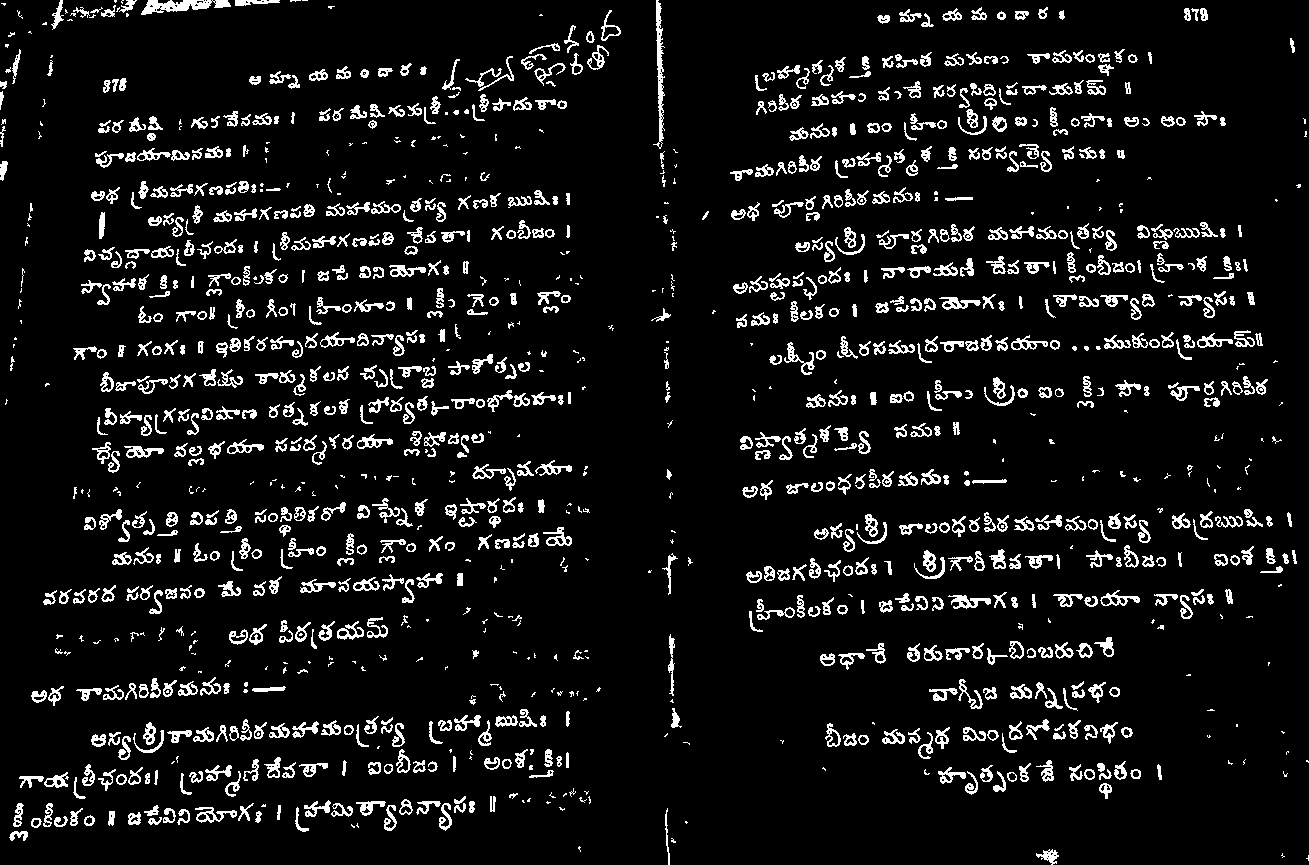 378 ఆమ్నాయమందారః
పరమేష్ఠి । గురవేనమః । పరమేష్ఠిగురుశ్రీ...శ్రీపాదుకాం
పూజయామినమః ॥
అథ శ్రీమహాగణపతిః:—
అస్యశ్రీ మహాగణపతి మహామంత్రస్య గణక ఋషిః ।
నిచృద్గాయత్రీఛందః । శ్రీమహాగణపతి ర్దేవతా। గంబీజం ।
స్వాహాశక్తిః । గ్లాంకీలకం । జపే వినియోగః ॥
ఓం గాం॥ శ్రీం గీం। హ్రీంగూం ॥ క్లీం గైం ॥ గ్లాం
గాం ॥ గంగః ॥ ఇతికరహృదయాదిన్యాసః ॥
బీజాపూరగదేక్షు కార్ముకలస చ్చక్రాబ్జ పాశోత్పల
వ్రీహ్యగ్రస్వవిషాణ రత్నకలశ ప్రోద్యత్కరాంభోరుహః।
ధ్యేయో వల్లభయా సపద్మకరయా శ్లిష్టోజ్వల
ద్భూషయా
విశ్వోత్పత్తి విపత్తి సంస్థితికరో విఘ్నేశ ఇష్టార్థదః ॥
మనుః ॥ ఓం శ్రీం హ్రీం క్లీం గ్లాం గం గణపతయే
వరవరద సర్వజనం మే వశ మానయస్వాహా ॥
అథ పీఠత్రయమ్
అథ కామగిరిపీఠమనుః :—
ఆస్యశ్రీకామగిరిపీఠమహామంత్రస్య బ్రహ్మాఋషిః ।
గాయత్రీఛందః। బ్రహ్మాణీదేవతా । ఐంబీజం । అంశక్తిః।
క్లీంకీలకం ॥ జపేవినియోగః । హ్రామిత్యాదిన్యాసః ॥
ఆమ్నాయమందారః 379
బ్రహ్మాత్మశక్తి సహిత మరుణం కామసంజ్ఞకం ।
గిరిపీఠ మహం వందే సర్వసిద్ధిప్రదాయకమ్ ॥
మనుః ॥ ఐం హ్రీం శ్రీం ఐం క్లీంసౌః అం ఆం సౌః
కామగిరిపీఠ బ్రహ్మాత్మశక్తి సరస్వత్యై నమః ॥
అథ పూర్ణగిరిపీఠమనుః :—
అస్యశ్రీ పూర్ణగిరిపీఠ మహామంత్రస్య విష్ణుఋషిః ।
అనుష్టుప్ఛందః । నారాయణీ దేవతా। క్లీంబీజం। హ్రీంశక్తిః।
నమః కీలకం । జపేవినియోగః । శ్రామిత్యాది న్యాసః ॥
లక్ష్మీం క్షీరసముద్రరాజతనయాం ...ముకుందప్రియామ్॥
మనుః ॥ ఐం హ్రీం శ్రీం ఐం క్లీం సౌః పూర్ణగిరిపీఠ
విష్ణ్వాత్మశక్త్యై నమః ॥
అథ జాలంధరపీఠమనుః :—
అస్యశ్రీ జాలంధరపీఠమహామంత్రస్య రుద్రఋషిః ।
అతిజగతీఛందః । శ్రీగౌరీదేవతా। సౌఃబీజం । ఐంశక్తిః।
హ్రీంకీలకం । జపేవినియోగః । బాలయా న్యాసః ॥
ఆధారే తరుణార్కబింబరుచిరే
వాగ్బీజ మగ్నిప్రభం
బీజం మన్మథ మింద్రగోపకనిభం
హృత్పంకజే సంస్థితం ।